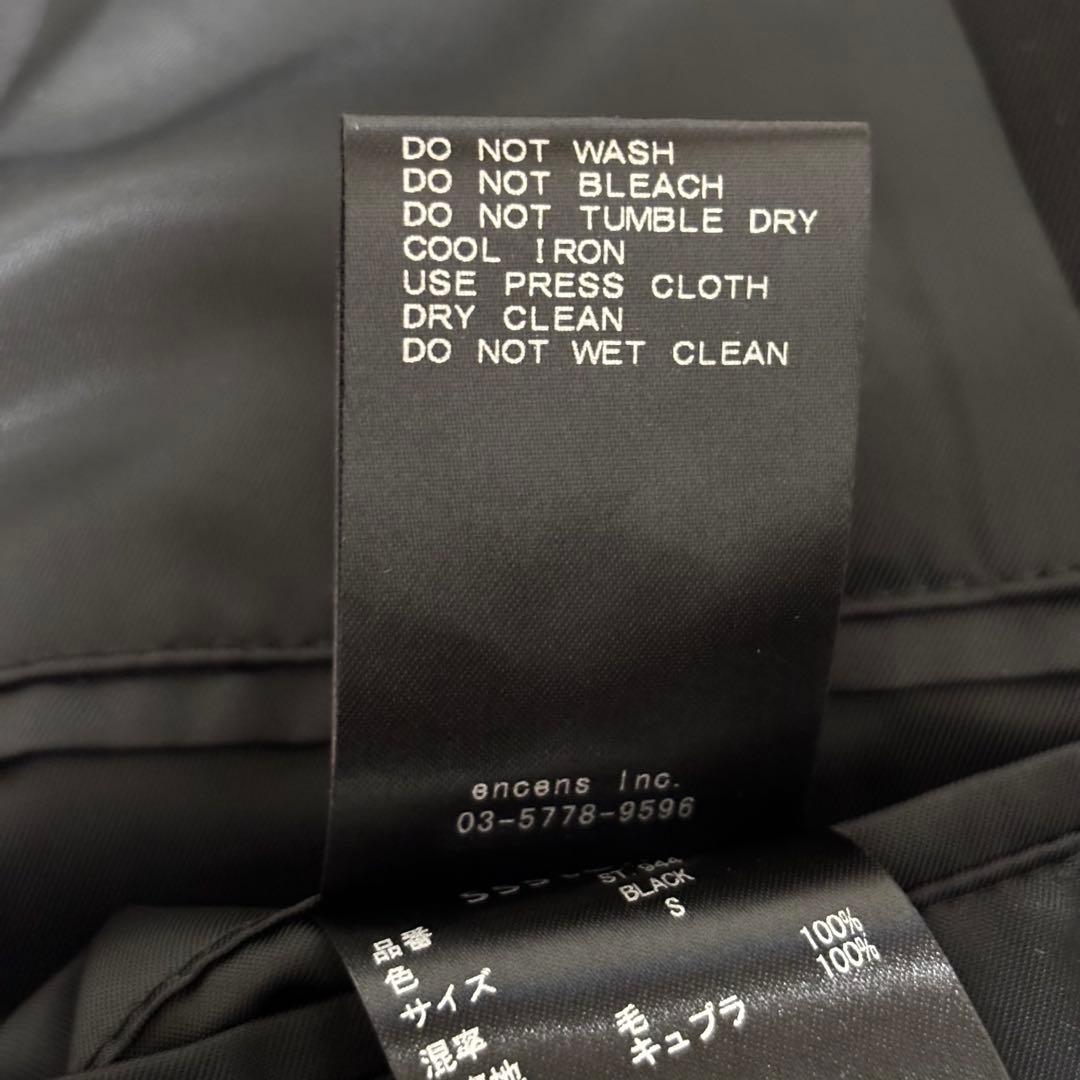 DO NOT WASH
DO NOT BLEACH
DO NOT TUMBLE DRY
COOL IRON
USE PRESS CLOTH
DRY CLEAN
DO NOT WET CLEAN
encens Inc.
03-5778-9596
品番
色 BLACK
サイズ S
混率 毛 100%
キュプラ 100%